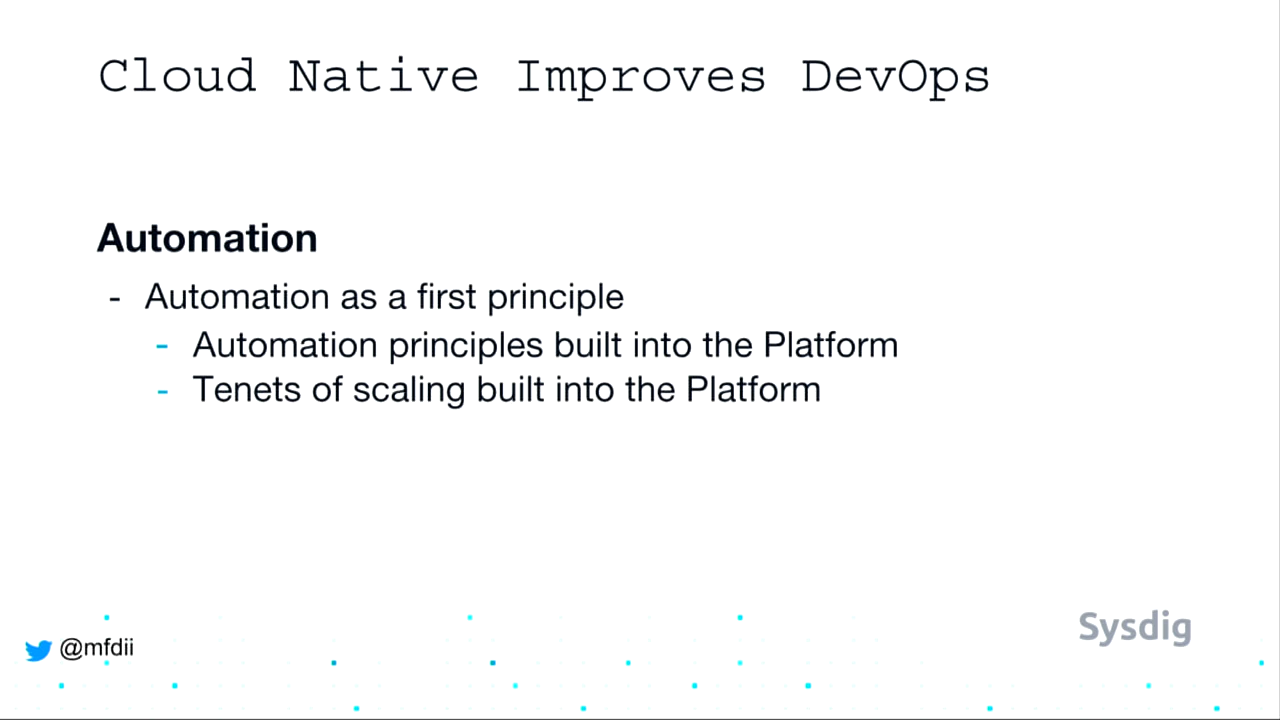 Cloud Native Improves DevOps
Automation
- Automation as a first principle
- Automation principles built into the Platform
- Tenets of scaling built into the Platform
@mfdii
Sysdig